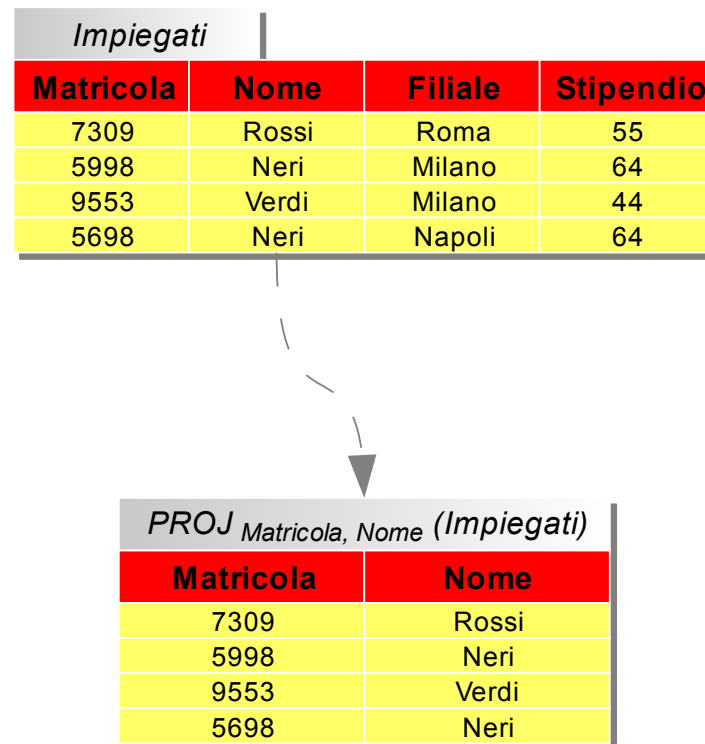 Impiegati
Matricola Nome Filiale Stipendio
7309 Rossi Roma 55
5998 Neri Milano 64
9553 Verdi Milano 44
5698 Neri Napoli 64
PROJ Matricola, Nome (Impiegati)
Matricola Nome
7309 Rossi
5998 Neri
9553 Verdi
5698 Neri